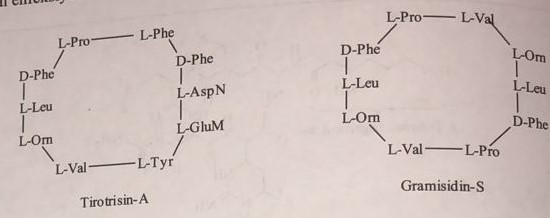 L-Pro L-Phe
D-Phe D-Phe
L-Leu L-AspN
L-Orn L-GluM
L-Val L-Tyr
Tirotrisin-A
L-Pro L-Val
D-Phe L-Orn
L-Leu L-Leu
L-Orn D-Phe
L-Val L-Pro
Gramisidin-S